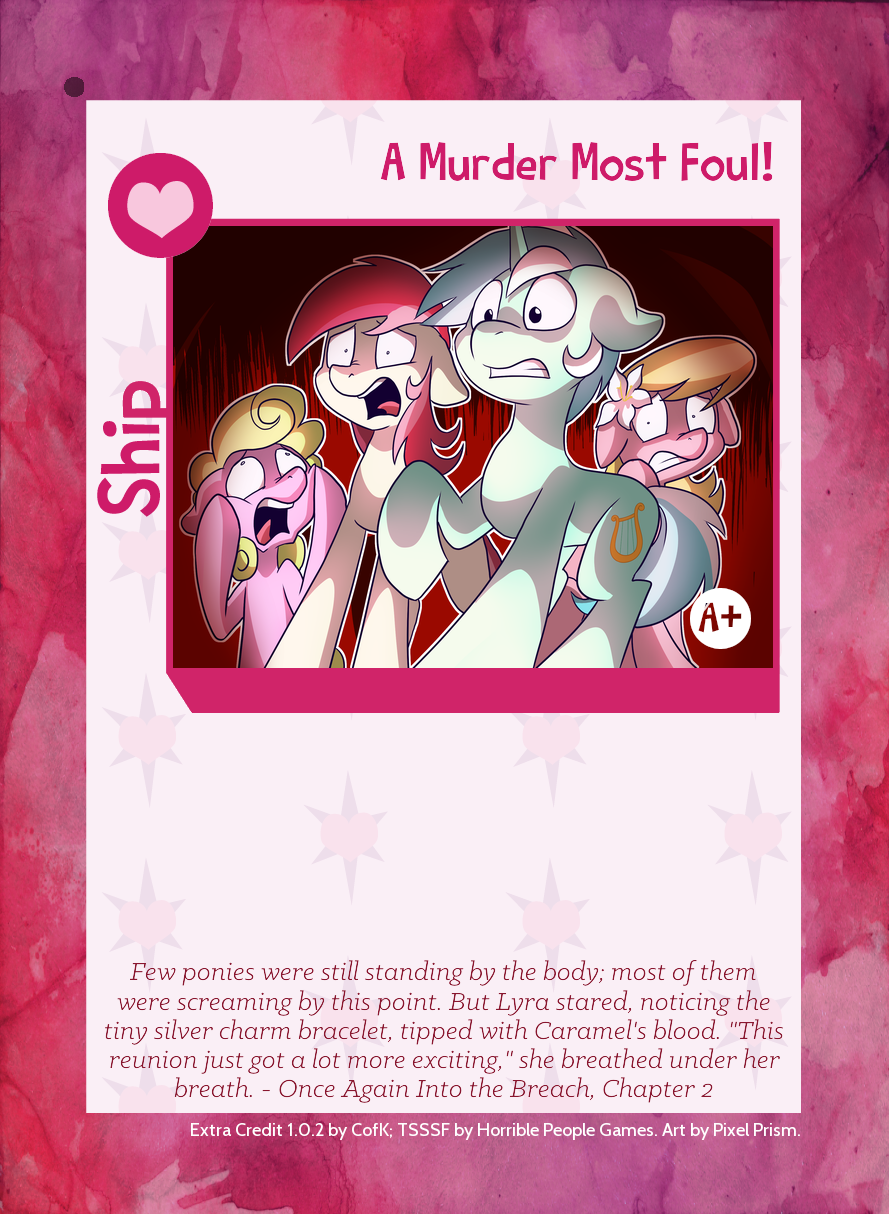 A Murder Most Foul!
Ship
A+
Few ponies were still standing by the body; most of them
were screaming by this point. But Lyra stared, noticing the
tiny silver charm bracelet, tipped with Caramel's blood. "This
reunion just got a lot more exciting," she breathed under her
breath. - Once Again Into the Breach, Chapter 2
Extra Credit 1.0.2 by CofK; TSSSF by Horrible People Games. Art by Pixel Prism.